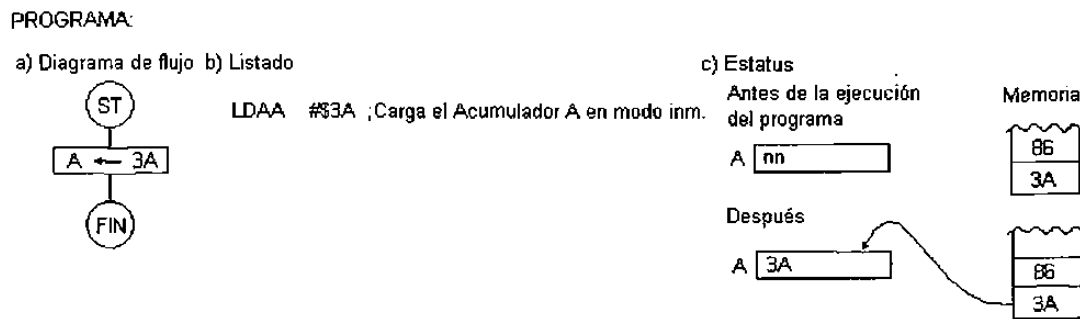 PROGRAMA:
a) Diagrama de flujo b) Listado
ST
A ← 3A
FIN
LDAA #$3A ;Carga el Acumulador A en modo inm.
c) Estatus
Antes de la ejecución
del programa
A nn
Memoria
86
3A
Después
A 3A
86
3A